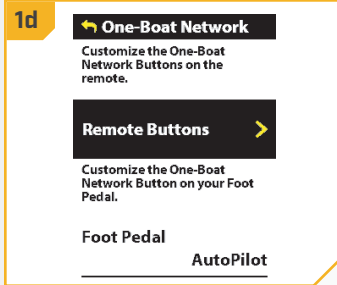 1d
One-Boat Network
Customize the One-Boat
Network Buttons on the
remote.
Remote Buttons
Customize the One-Boat
Network Button on your Foot
Pedal.
Foot Pedal
AutoPilot